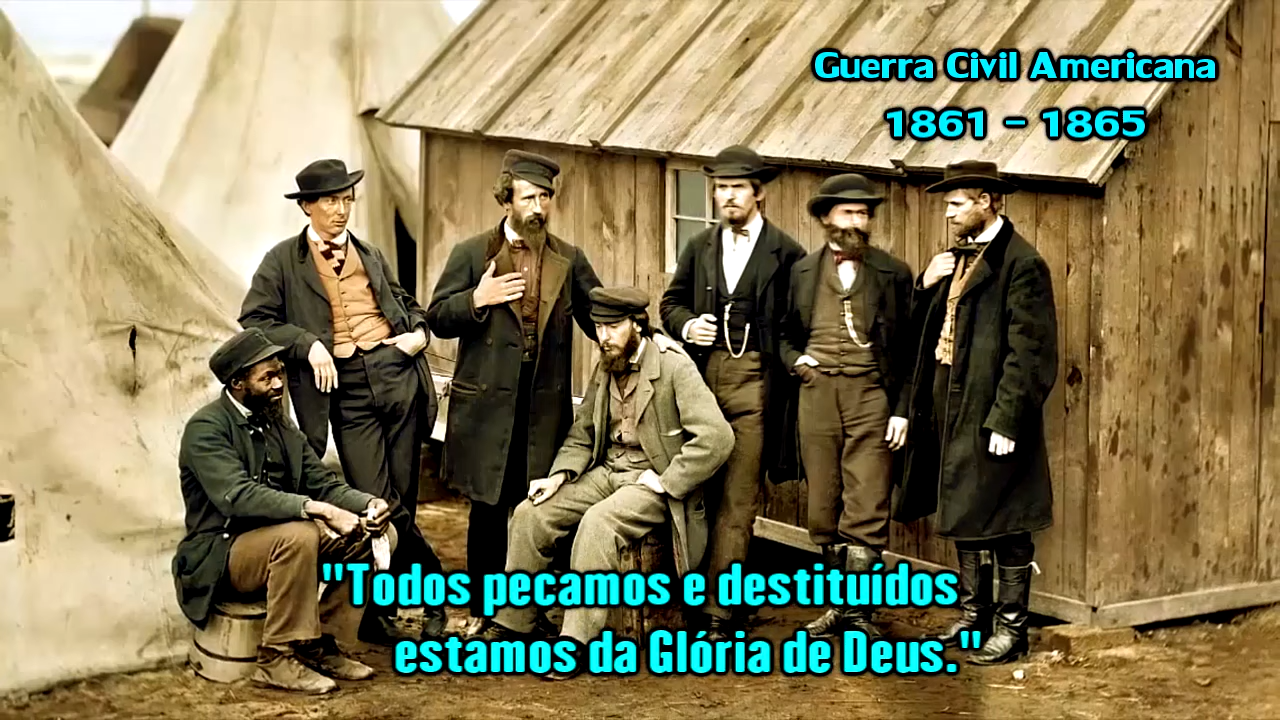 Guerra Civil Americana
1861 - 1865
"Todos pecamos e destituídos
estamos da Glória de Deus."